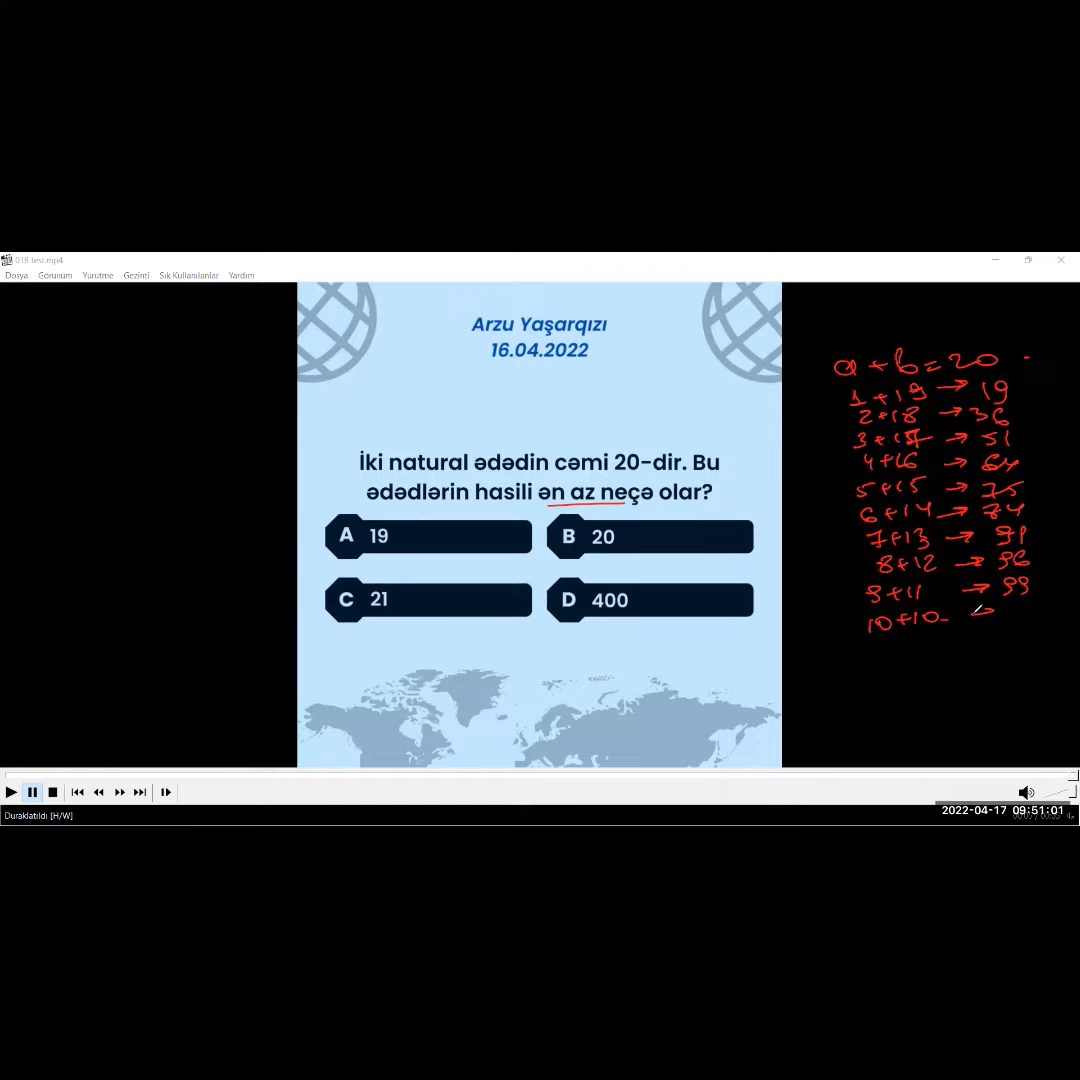 016 test.mp4
Dosya Görünüm Yürütme Gezinti Sık Kullanılanlar Yardım
Arzu Yaşarqızı
16.04.2022
İki natural ədədin cəmi 20-dir. Bu
ədədlərin hasili ən az neçə olar?
A 19
B 20
C 21
D 400
a + b = 20
1 + 19 → 19
2 + 18 → 36
3 + 17 → 51
4 + 16 → 64
5 + 15 → 75
6 + 14 → 84
7 + 13 → 91
8 + 12 → 96
9 + 11 → 99
10 + 10 →
Duraklatıldı [H/W]
2022-04-17 09:51:01